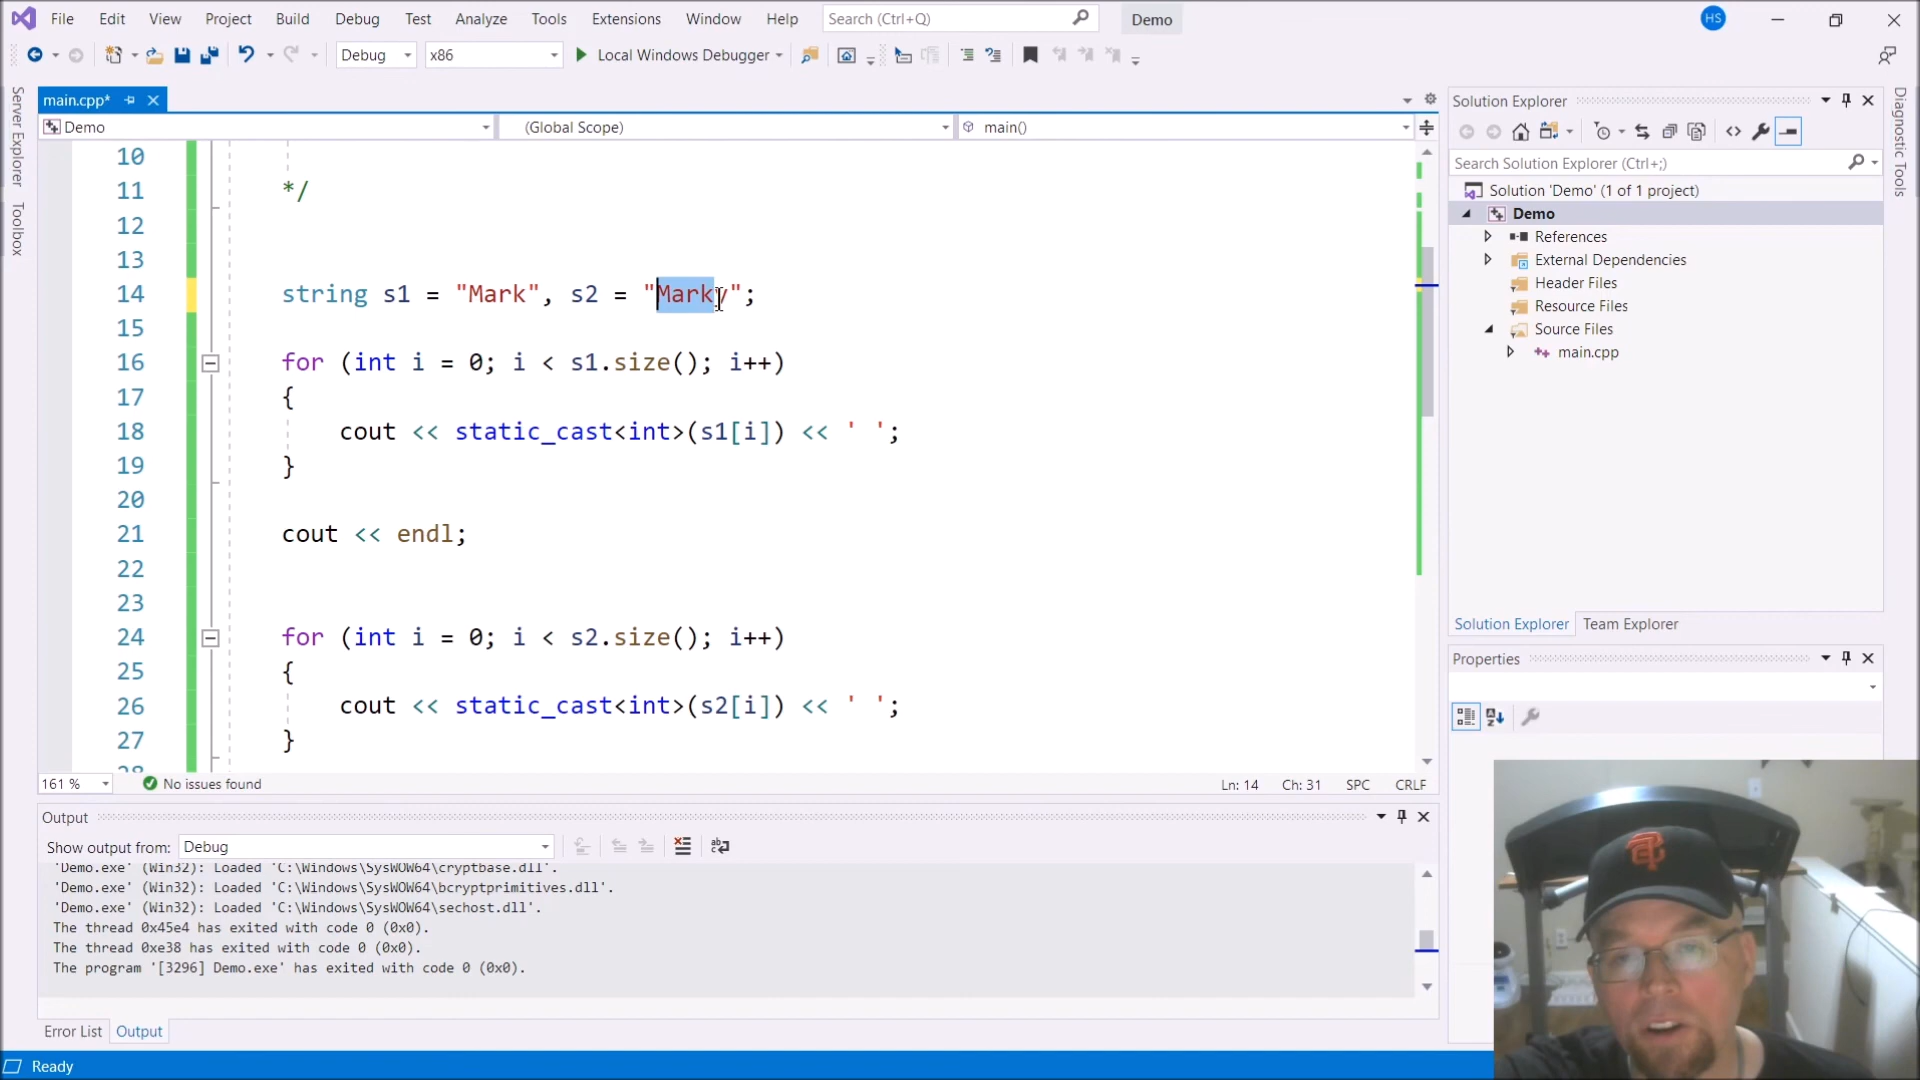 File Edit View Project Build Debug Test Analyze Tools Extensions Window Help Search (Ctrl+Q) Demo HS
Debug x86 Local Windows Debugger
Server Explorer
Toolbox
main.cpp*
Demo (Global Scope) main()
10
11 */
12
13
14 string s1 = "Mark", s2 = "Marky";
15
16 for (int i = 0; i < s1.size(); i++)
17 {
18 cout << static_cast<int>(s1[i]) << ' ';
19 }
20
21 cout << endl;
22
23
24 for (int i = 0; i < s2.size(); i++)
25 {
26 cout << static_cast<int>(s2[i]) << ' ';
27 }
28
161 % No issues found Ln: 14 Ch: 31 SPC CRLF
Output
Show output from: Debug
'Demo.exe' (Win32): Loaded 'C:\Windows\SysWOW64\cryptbase.dll'.
'Demo.exe' (Win32): Loaded 'C:\Windows\SysWOW64\bcryptprimitives.dll'.
'Demo.exe' (Win32): Loaded 'C:\Windows\SysWOW64\sechost.dll'.
The thread 0x45e4 has exited with code 0 (0x0).
The thread 0xe38 has exited with code 0 (0x0).
The program '[3296] Demo.exe' has exited with code 0 (0x0).
Error List Output
Ready
Solution Explorer
Search Solution Explorer (Ctrl+;)
Solution 'Demo' (1 of 1 project)
Demo
References
External Dependencies
Header Files
Resource Files
Source Files
main.cpp
Solution Explorer Team Explorer
Properties
Diagnostic Tools